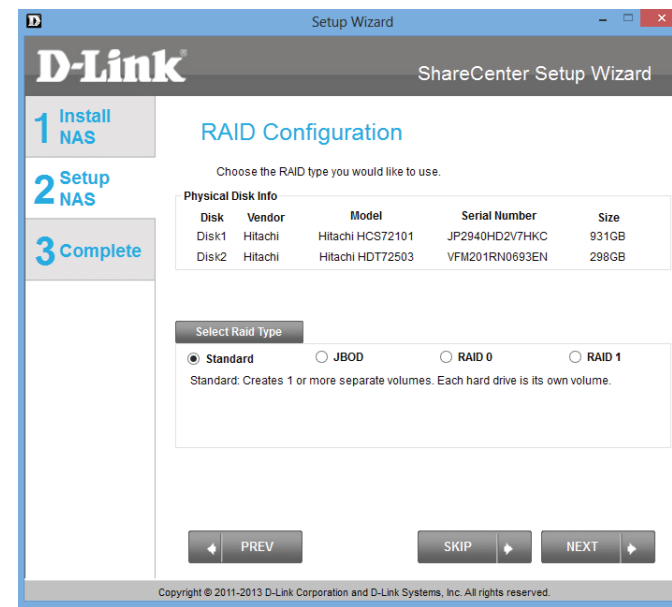 Setup Wizard
D-Link
ShareCenter Setup Wizard
1 Install NAS
2 Setup NAS
3 Complete
RAID Configuration
Choose the RAID type you would like to use.
Physical Disk Info
Disk Vendor Model Serial Number Size
Disk1 Hitachi Hitachi HCS72101 JP2940HD2V7HKC 931GB
Disk2 Hitachi Hitachi HDT72503 VFM201RN0693EN 298GB
Select Raid Type
Standard JBOD RAID 0 RAID 1
Standard: Creates 1 or more separate volumes. Each hard drive is its own volume.
PREV SKIP NEXT
Copyright © 2011-2013 D-Link Corporation and D-Link Systems, Inc. All rights reserved.